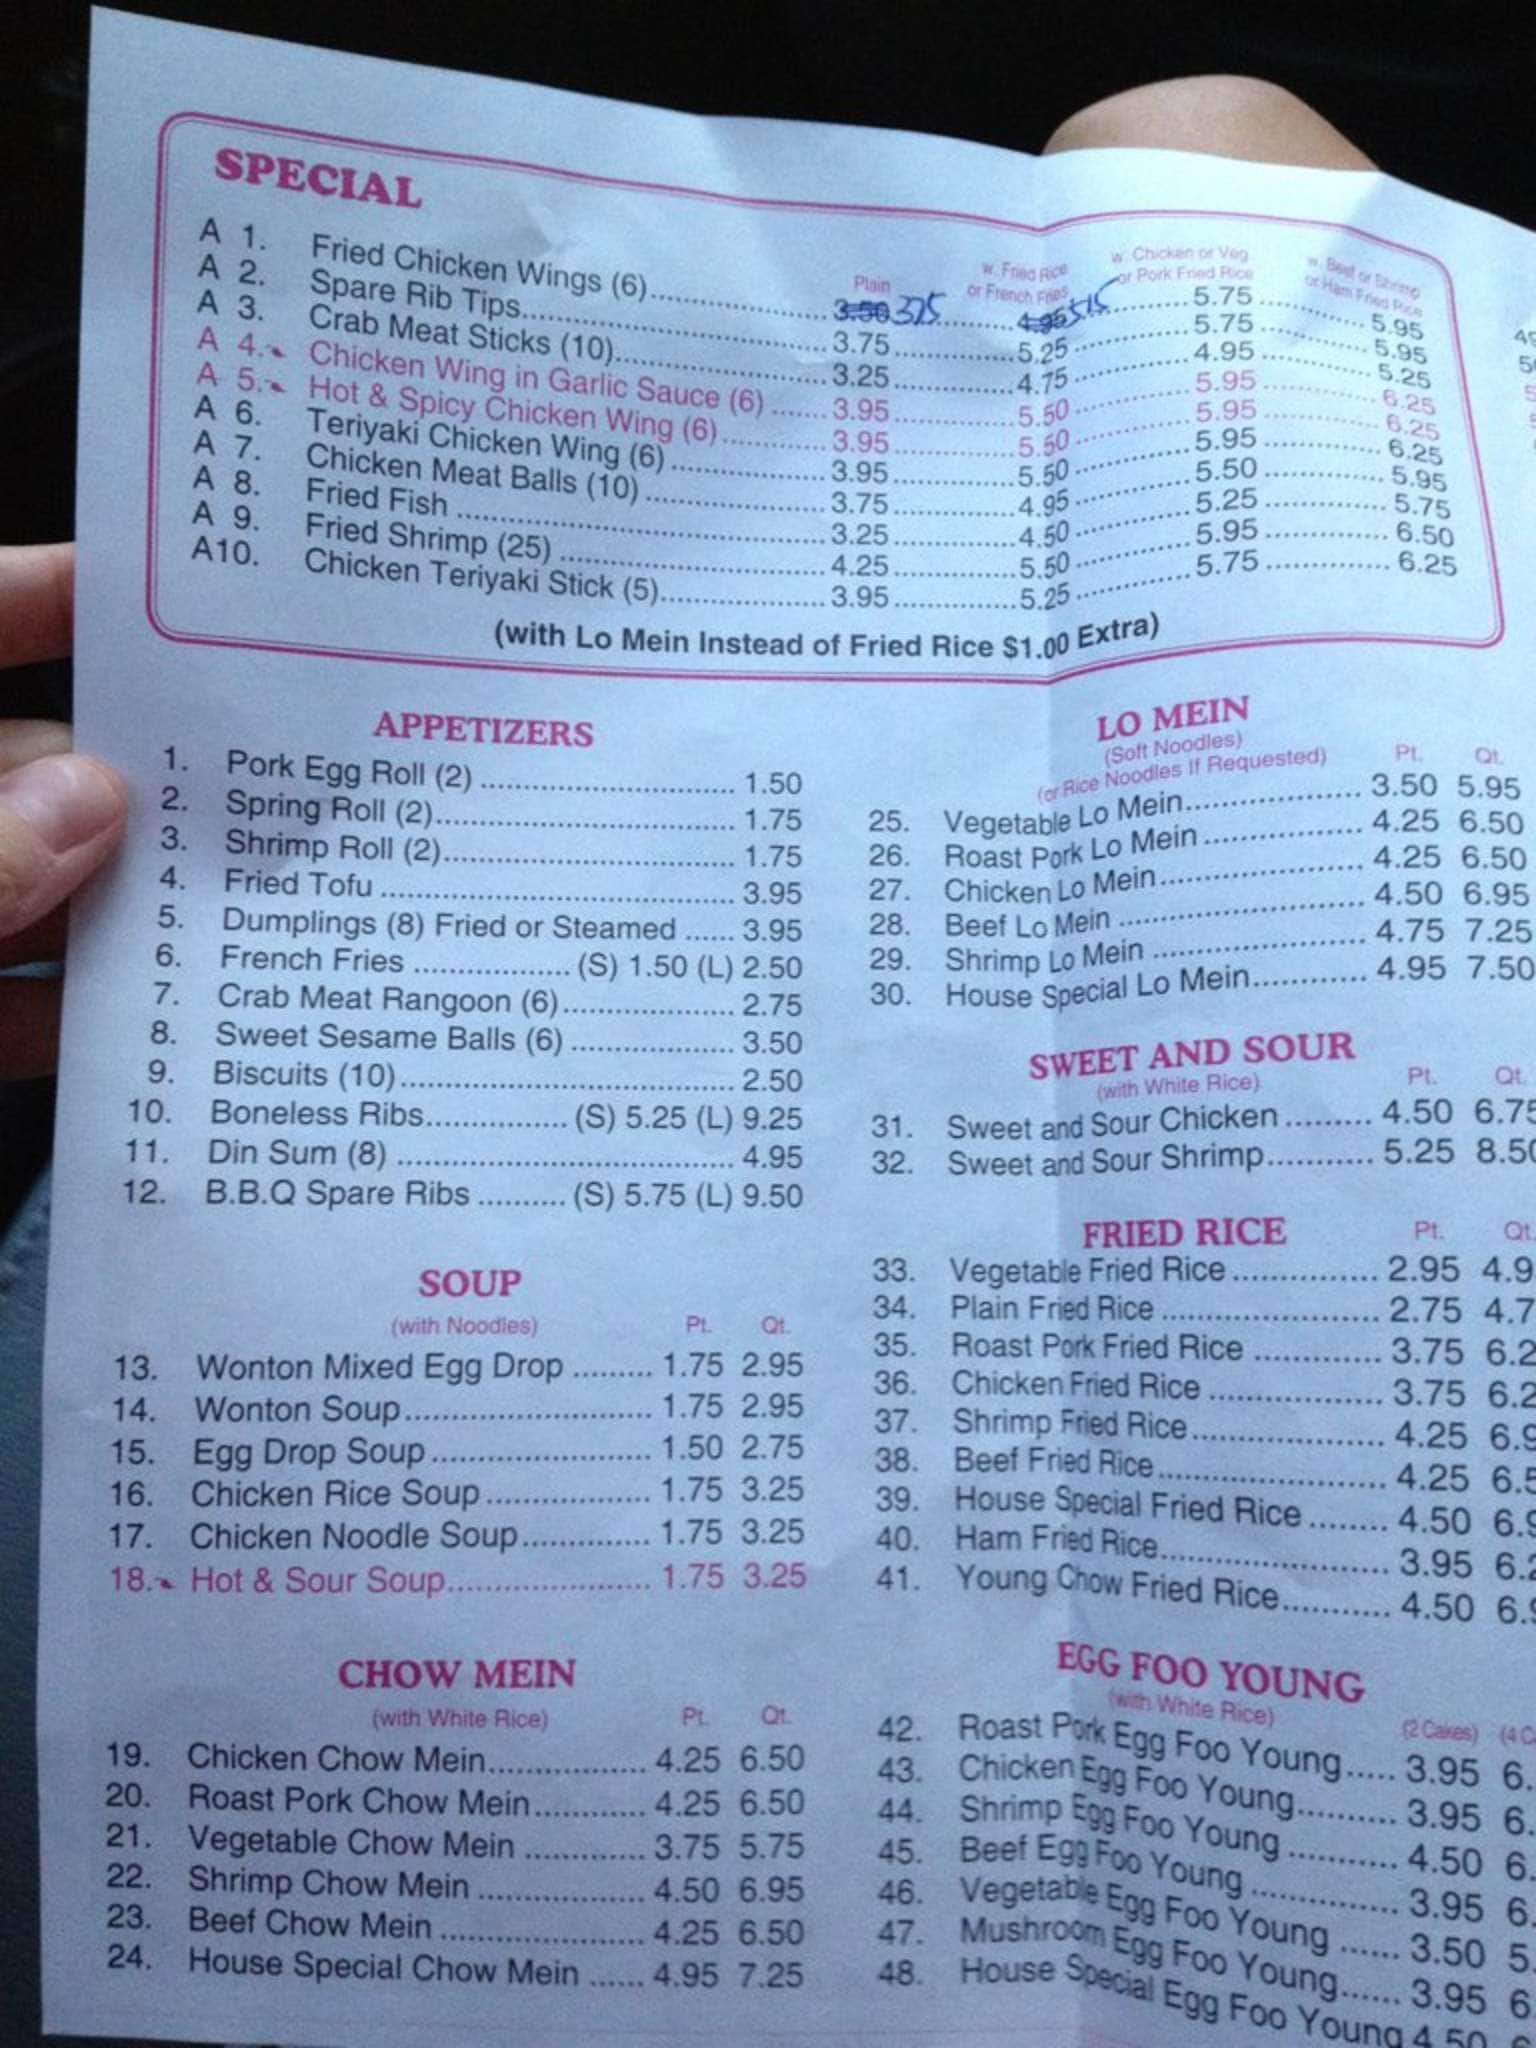 SPECIAL
Plain
w. Fried Rice
or French Fries
w. Chicken or Veg
or Pork Fried Rice
w. Beef or Shrimp
or Ham Fried Rice
A 1. Fried Chicken Wings (6) 3.50 375 4.95 515 5.75 5.95
A 2. Spare Rib Tips 3.75 5.25 5.75 5.95
A 3. Crab Meat Sticks (10) 3.25 4.75 4.95 5.25
A 4. Chicken Wing in Garlic Sauce (6) 3.95 5.50 5.95 6.25
A 5. Hot & Spicy Chicken Wing (6) 3.95 5.50 5.95 6.25
A 6. Teriyaki Chicken Wing (6) 3.95 5.50 5.95 6.25
A 7. Chicken Meat Balls (10) 3.75 4.95 5.50 5.95
A 8. Fried Fish 3.25 4.50 5.25 5.75
A 9. Fried Shrimp (25) 4.25 5.50 5.95 6.50
A10. Chicken Teriyaki Stick (5) 3.95 5.25 5.75 6.25
(with Lo Mein Instead of Fried Rice $1.00 Extra)
APPETIZERS
1. Pork Egg Roll (2) 1.50
2. Spring Roll (2) 1.75
3. Shrimp Roll (2) 1.75
4. Fried Tofu 3.95
5. Dumplings (8) Fried or Steamed 3.95
6. French Fries (S) 1.50 (L) 2.50
7. Crab Meat Rangoon (6) 2.75
8. Sweet Sesame Balls (6) 3.50
9. Biscuits (10) 2.50
10. Boneless Ribs (S) 5.25 (L) 9.25
11. Din Sum (8) 4.95
12. B.B.Q Spare Ribs (S) 5.75 (L) 9.50
SOUP
(with Noodles) Pt. Qt.
13. Wonton Mixed Egg Drop 1.75 2.95
14. Wonton Soup 1.75 2.95
15. Egg Drop Soup 1.50 2.75
16. Chicken Rice Soup 1.75 3.25
17. Chicken Noodle Soup 1.75 3.25
18. Hot & Sour Soup 1.75 3.25
CHOW MEIN
(with White Rice) Pt. Qt.
19. Chicken Chow Mein 4.25 6.50
20. Roast Pork Chow Mein 4.25 6.50
21. Vegetable Chow Mein 3.75 5.75
22. Shrimp Chow Mein 4.50 6.95
23. Beef Chow Mein 4.25 6.50
24. House Special Chow Mein 4.95 7.25
LO MEIN
(Soft Noodles)
(or Rice Noodles If Requested) Pt. Qt.
25. Vegetable Lo Mein 3.50 5.95
26. Roast Pork Lo Mein 4.25 6.50
27. Chicken Lo Mein 4.25 6.50
28. Beef Lo Mein 4.50 6.95
29. Shrimp Lo Mein 4.75 7.25
30. House Special Lo Mein 4.95 7.50
SWEET AND SOUR
(with White Rice) Pt. Qt.
31. Sweet and Sour Chicken 4.50 6.75
32. Sweet and Sour Shrimp 5.25 8.50
FRIED RICE Pt. Qt.
33. Vegetable Fried Rice 2.95 4.9
34. Plain Fried Rice 2.75 4.7
35. Roast Pork Fried Rice 3.75 6.2
36. Chicken Fried Rice 3.75 6.2
37. Shrimp Fried Rice 4.25 6.9
38. Beef Fried Rice 4.25 6.5
39. House Special Fried Rice 4.50 6.9
40. Ham Fried Rice 3.95 6.2
41. Young Chow Fried Rice 4.50 6.9
EGG FOO YOUNG
(with White Rice) (2 Cakes) (4 C
42. Roast Pork Egg Foo Young 3.95 6.
43. Chicken Egg Foo Young 3.95 6.
44. Shrimp Egg Foo Young 4.50 6.
45. Beef Egg Foo Young 3.95 6.
46. Vegetable Egg Foo Young 3.50 5.
47. Mushroom Egg Foo Young 3.95 6
48. House Special Egg Foo Young 4.50 6